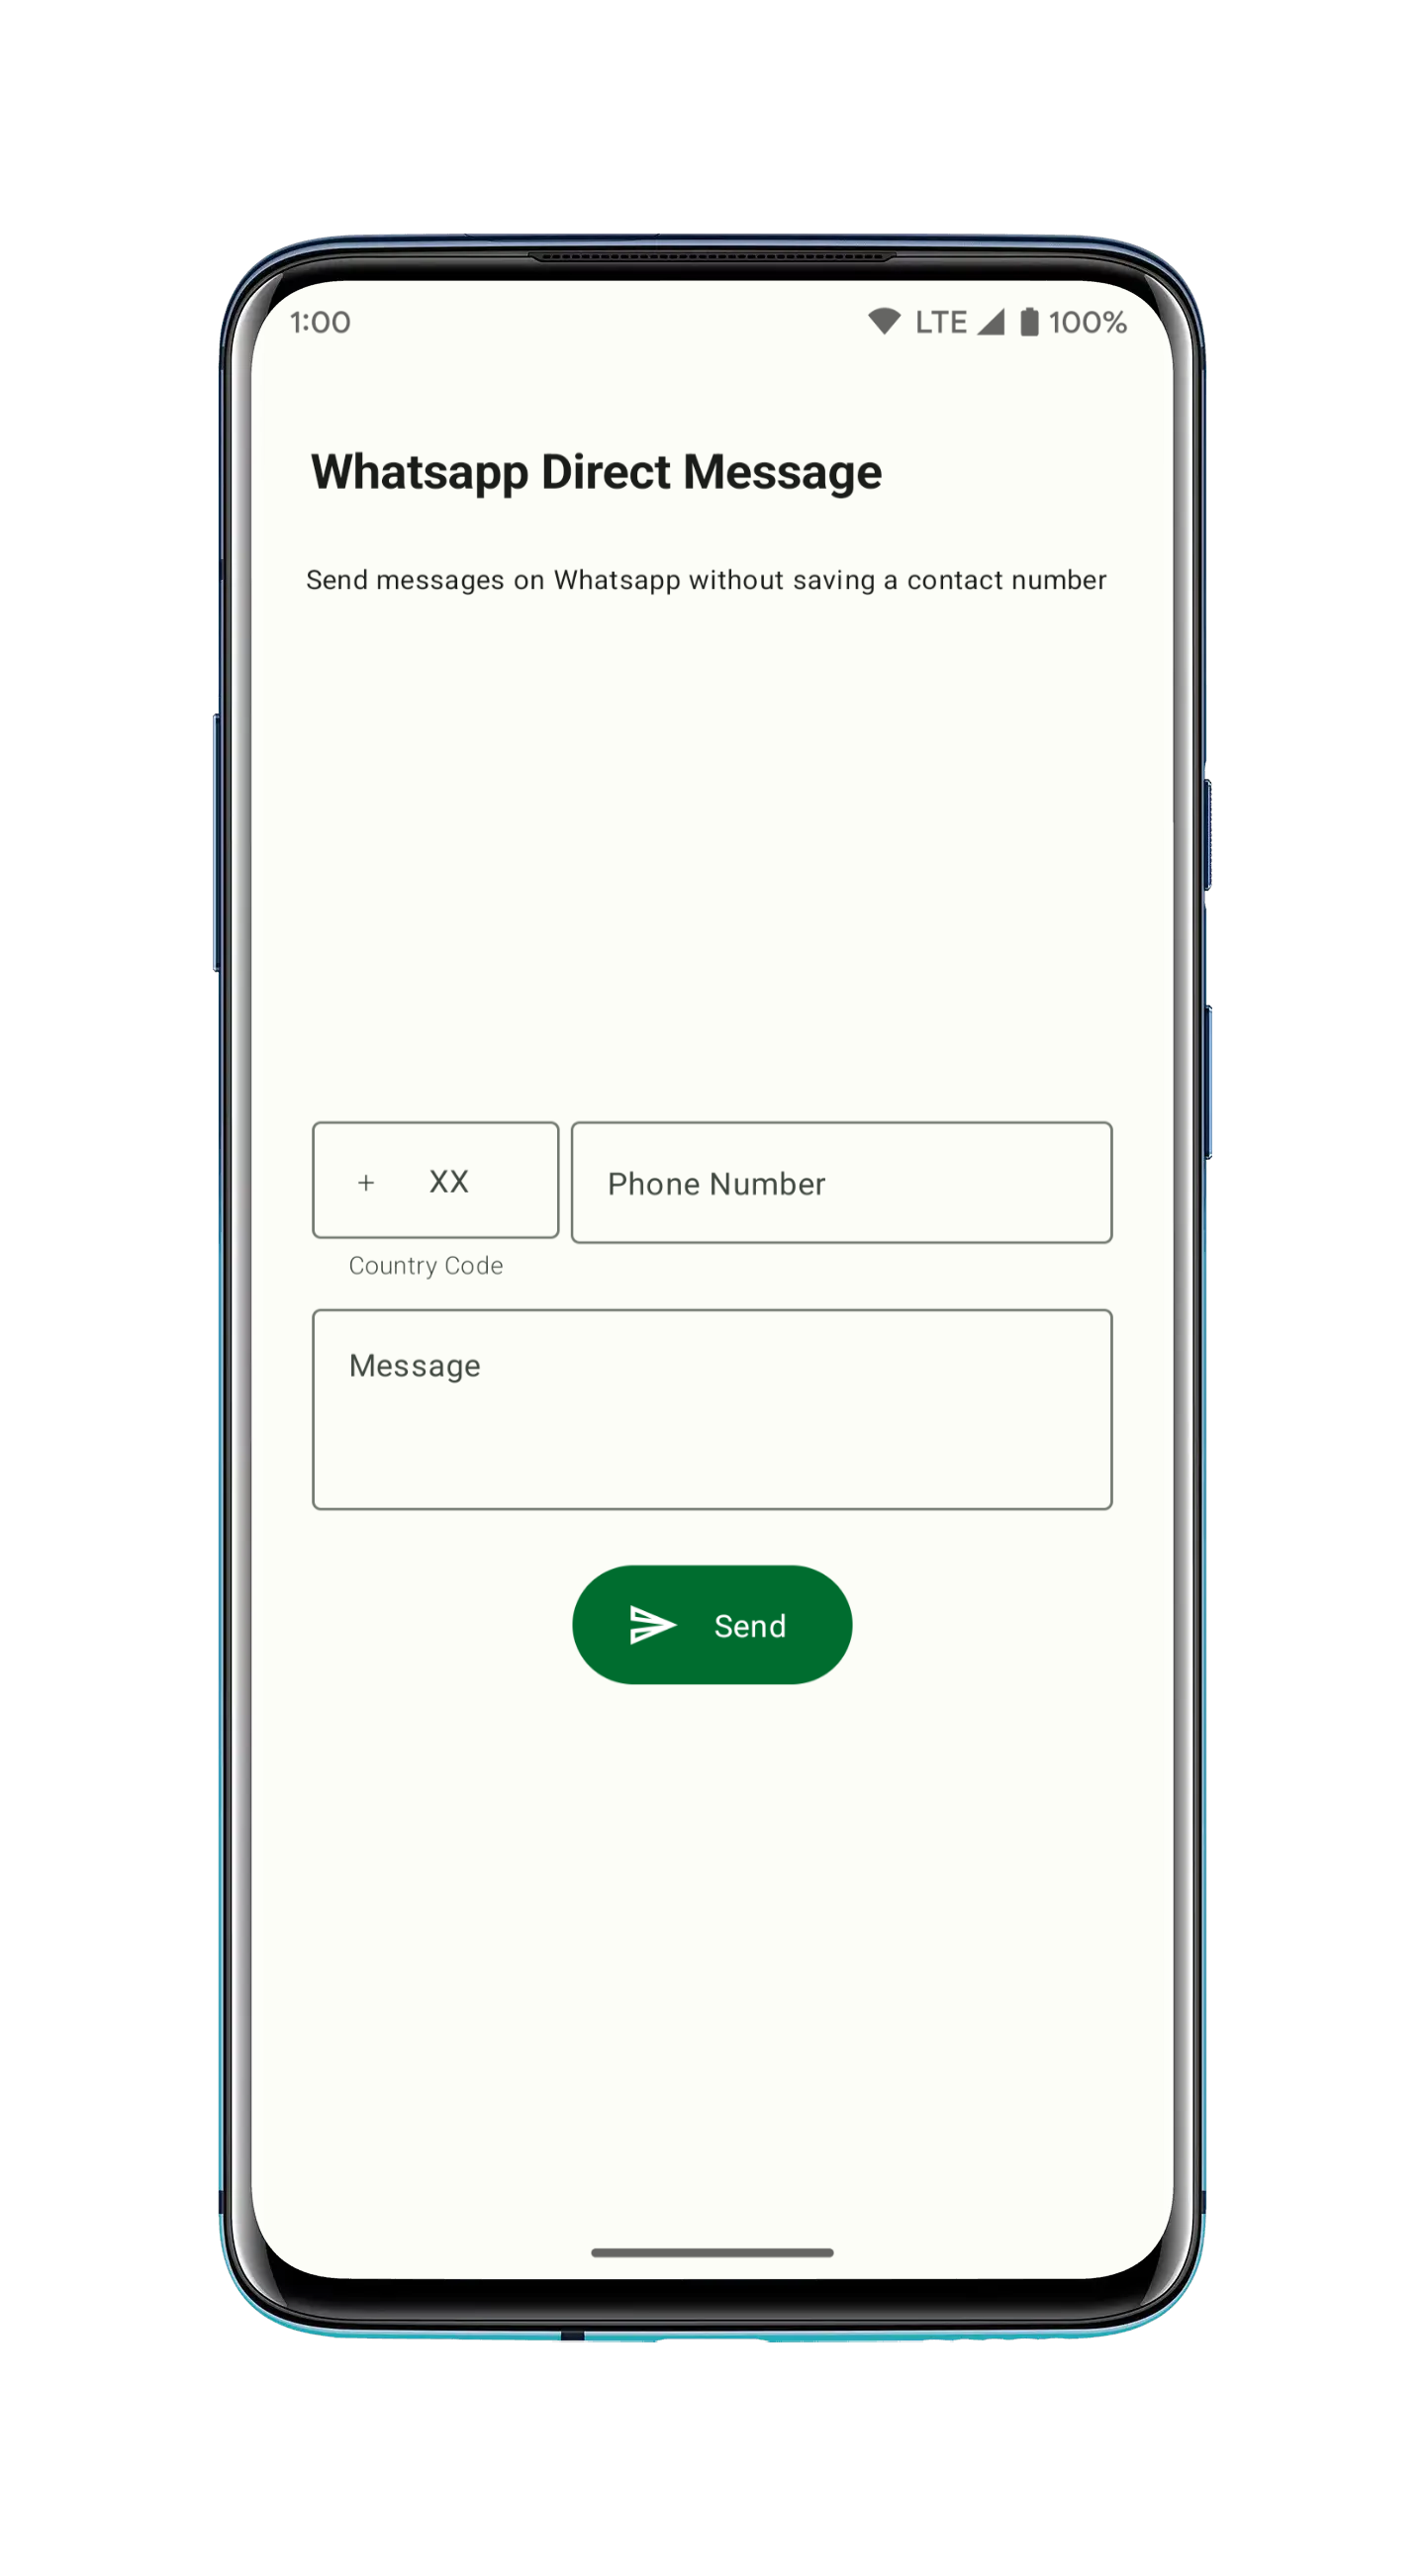 1:00 LTE 100%
Whatsapp Direct Message
Send messages on Whatsapp without saving a contact number
+ XX Phone Number
Country Code
Message
Send